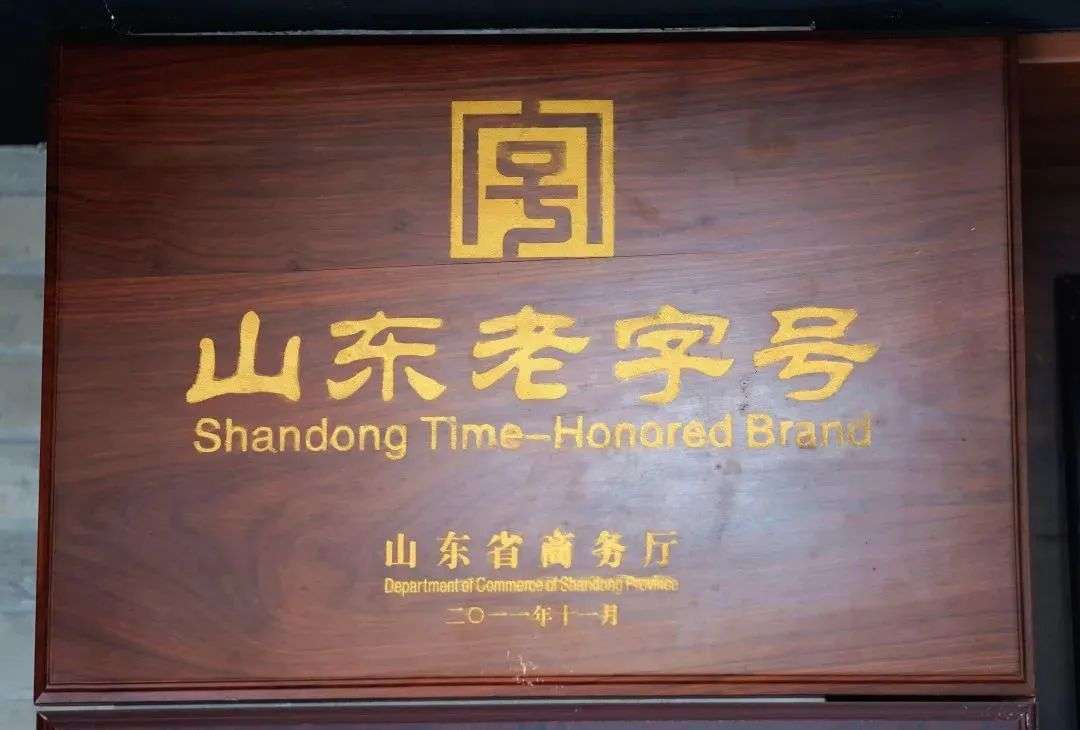 山东老字号
Shandong Time-Honored Brand
山东省商务厅
Department of Commerce of Shandong Province
二〇一一年十一月